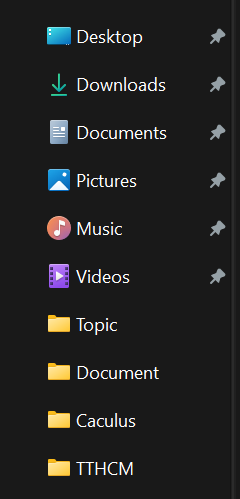 Desktop
Downloads
Documents
Pictures
Music
Videos
Topic
Document
Caculus
TTHCM